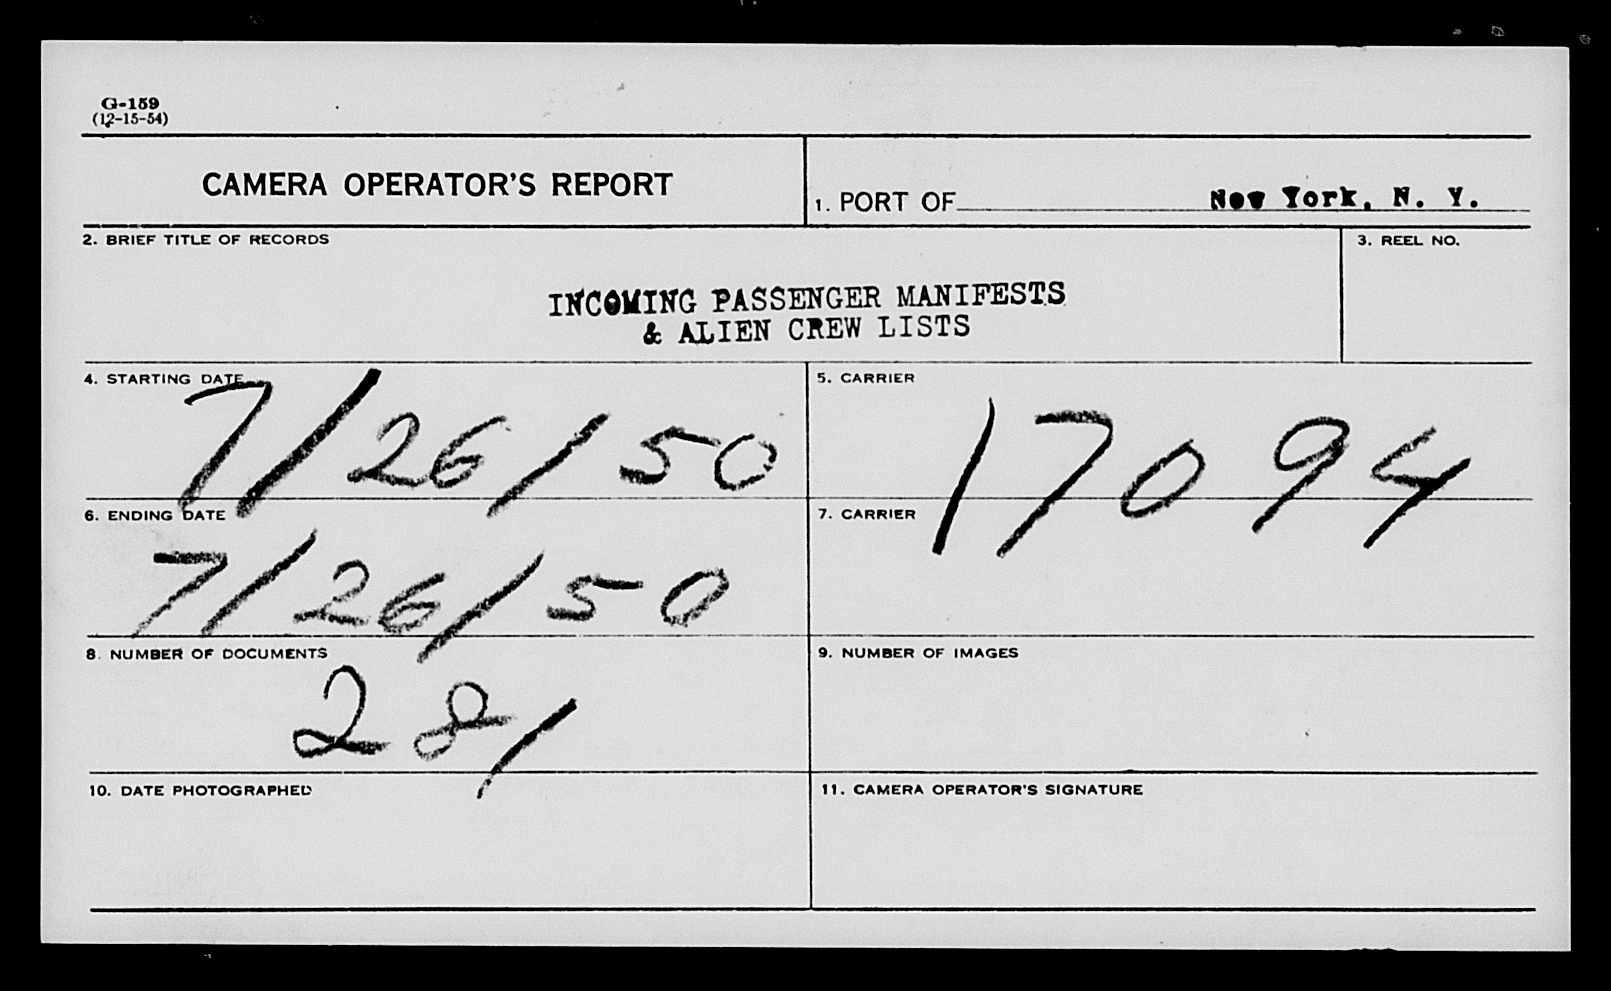 G-159
(12-15-54)
CAMERA OPERATOR'S REPORT
1. PORT OF New York, N. Y.
2. BRIEF TITLE OF RECORDS
3. REEL NO.
INCOMING PASSENGER MANIFESTS
& ALIEN CREW LISTS
4. STARTING DATE
7/26/50
5. CARRIER
17094
6. ENDING DATE
7/26/50
7. CARRIER
8. NUMBER OF DOCUMENTS
281
9. NUMBER OF IMAGES
10. DATE PHOTOGRAPHED
11. CAMERA OPERATOR'S SIGNATURE